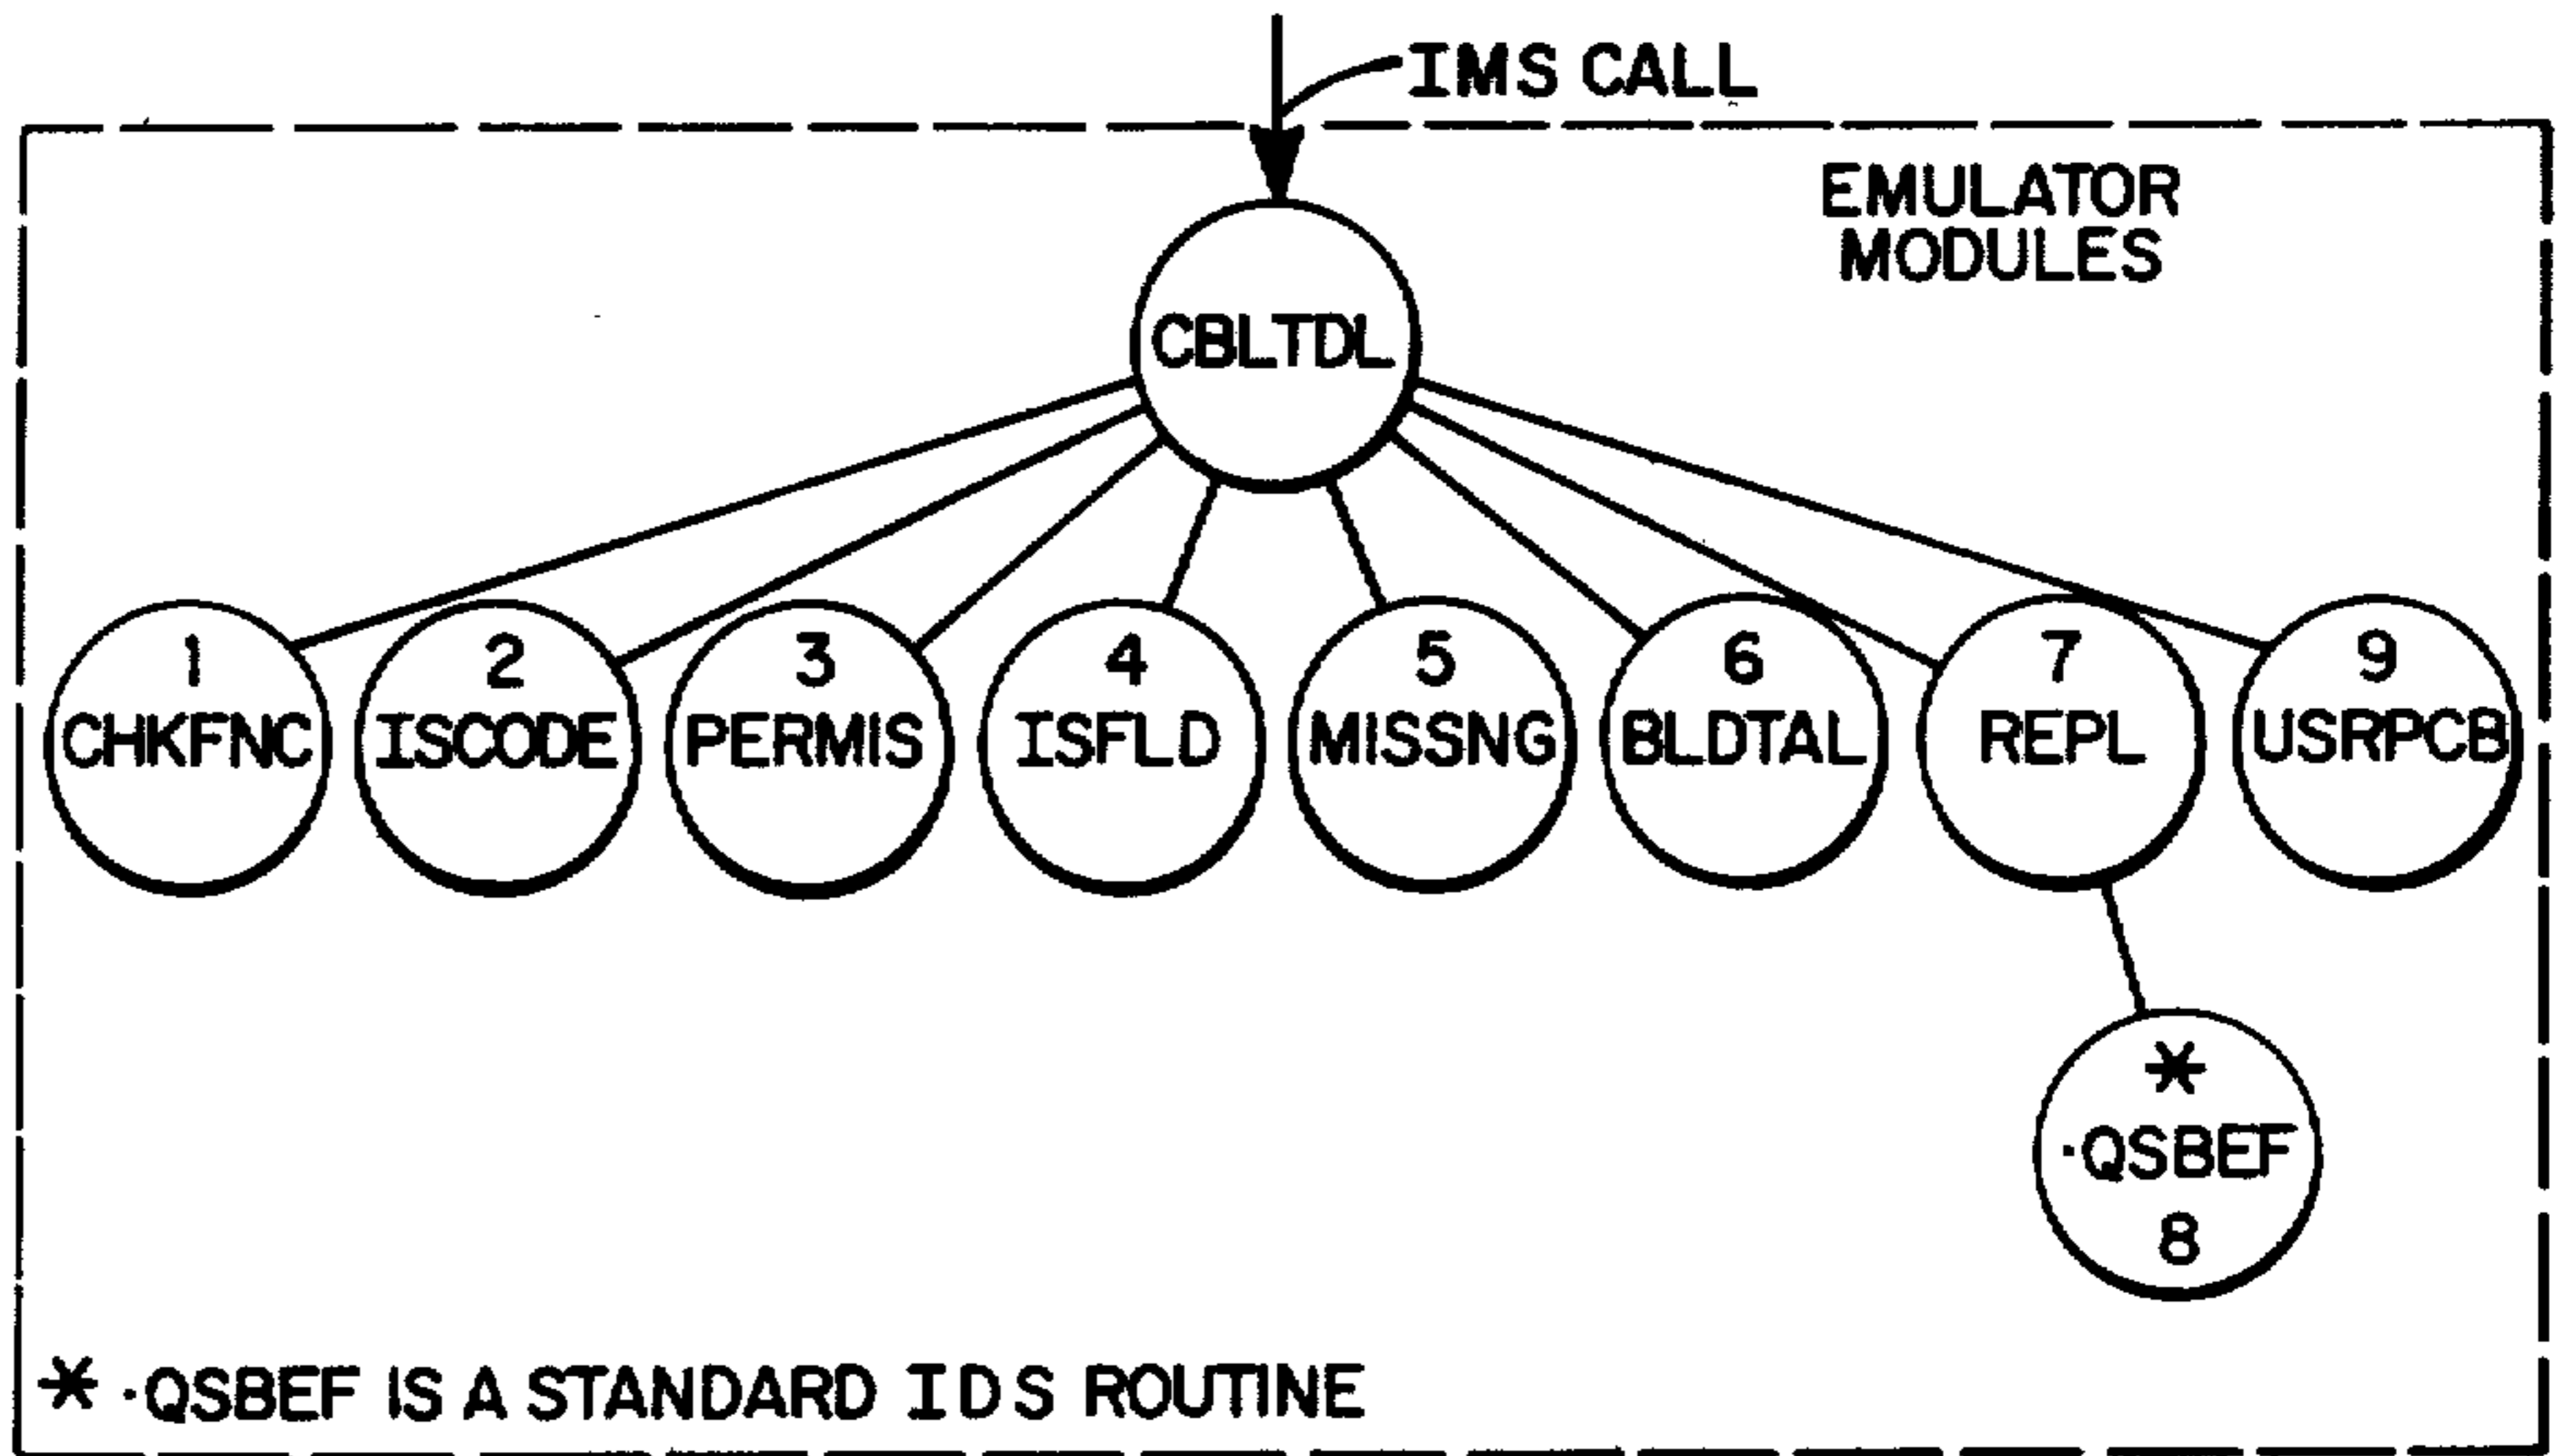 IMS CALL
EMULATOR
MODULES
CBLTDL
1
CHKFNC
2
ISCODE
3
PERMIS
4
ISFLD
5
MISSNG
6
BLDTAL
7
REPL
9
USRPCB
*
·QSBEF
8
* ·QSBEF IS A STANDARD IDS ROUTINE